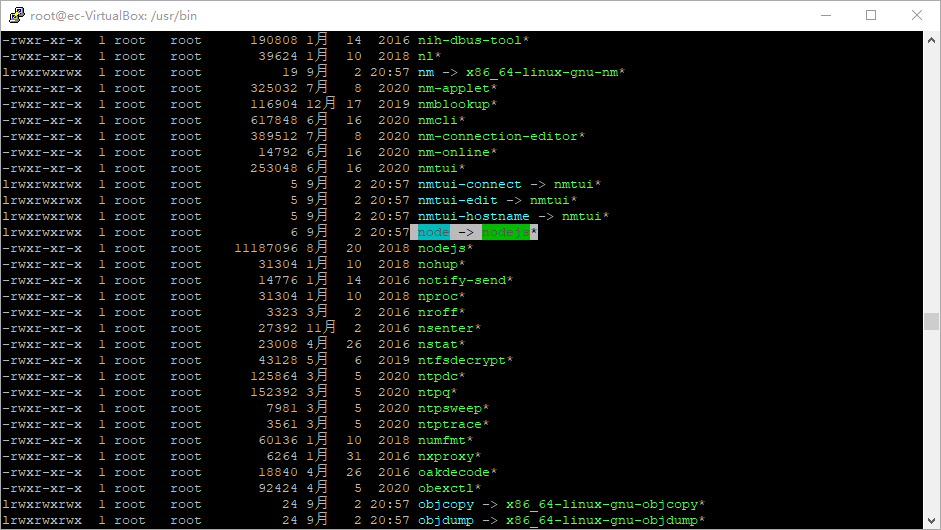 root@ec-VirtualBox: /usr/bin
-rwxr-xr-x 1 root root 190808 1月 14 2016 nih-dbus-tool*
-rwxr-xr-x 1 root root 39624 1月 10 2018 nl*
lrwxrwxrwx 1 root root 19 9月 2 20:57 nm -> x86_64-linux-gnu-nm*
-rwxr-xr-x 1 root root 325032 7月 8 2020 nm-applet*
-rwxr-xr-x 1 root root 116904 12月 17 2019 nmblookup*
-rwxr-xr-x 1 root root 617848 6月 16 2020 nmcli*
-rwxr-xr-x 1 root root 389512 7月 8 2020 nm-connection-editor*
-rwxr-xr-x 1 root root 14792 6月 16 2020 nm-online*
-rwxr-xr-x 1 root root 253048 6月 16 2020 nmtui*
lrwxrwxrwx 1 root root 5 9月 2 20:57 nmtui-connect -> nmtui*
lrwxrwxrwx 1 root root 5 9月 2 20:57 nmtui-edit -> nmtui*
lrwxrwxrwx 1 root root 5 9月 2 20:57 nmtui-hostname -> nmtui*
lrwxrwxrwx 1 root root 6 9月 2 20:57 node -> nodejs*
-rwxr-xr-x 1 root root 11187096 8月 20 2018 nodejs*
-rwxr-xr-x 1 root root 31304 1月 10 2018 nohup*
-rwxr-xr-x 1 root root 14776 1月 14 2016 notify-send*
-rwxr-xr-x 1 root root 31304 1月 10 2018 nproc*
-rwxr-xr-x 1 root root 3323 3月 2 2016 nroff*
-rwxr-xr-x 1 root root 27392 11月 2 2016 nsenter*
-rwxr-xr-x 1 root root 23008 4月 26 2016 nstat*
-rwxr-xr-x 1 root root 43128 5月 6 2019 ntfsdecrypt*
-rwxr-xr-x 1 root root 125864 3月 5 2020 ntpdc*
-rwxr-xr-x 1 root root 152392 3月 5 2020 ntpq*
-rwxr-xr-x 1 root root 7981 3月 5 2020 ntpsweep*
-rwxr-xr-x 1 root root 3561 3月 5 2020 ntptrace*
-rwxr-xr-x 1 root root 60136 1月 10 2018 numfmt*
-rwxr-xr-x 1 root root 6264 1月 31 2016 nxproxy*
-rwxr-xr-x 1 root root 18840 4月 26 2016 oakdecode*
-rwxr-xr-x 1 root root 92424 4月 5 2020 obexctl*
lrwxrwxrwx 1 root root 24 9月 2 20:57 objcopy -> x86_64-linux-gnu-objcopy*
lrwxrwxrwx 1 root root 24 9月 2 20:57 objdump -> x86_64-linux-gnu-objdump*